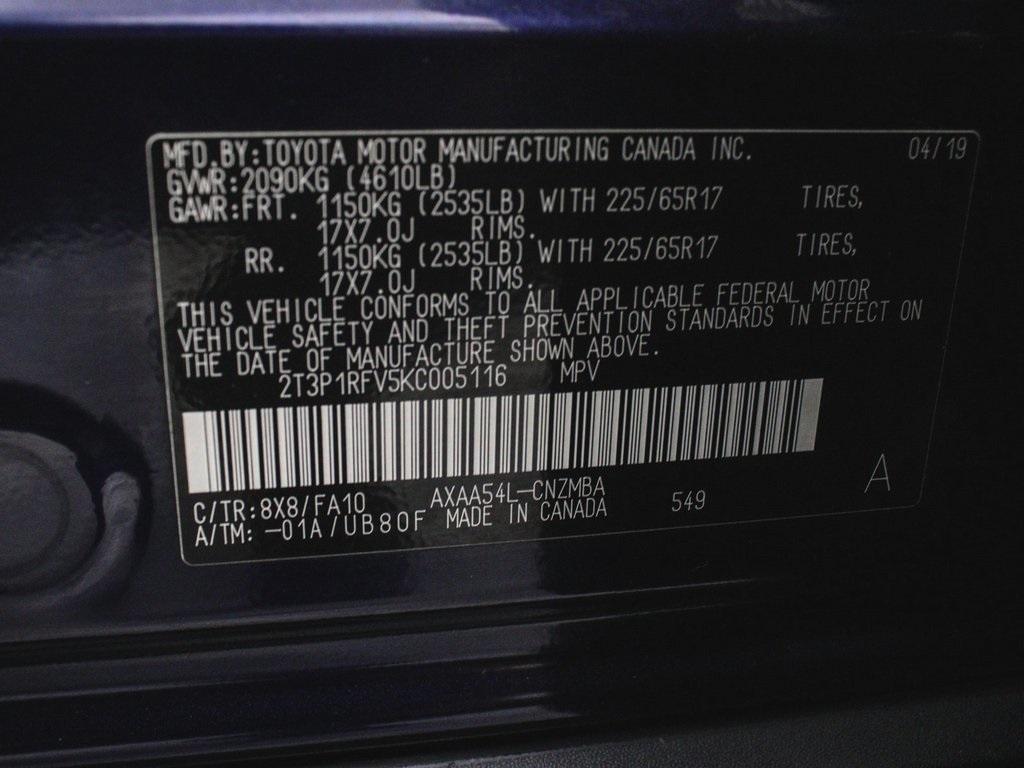 MFD.BY:TOYOTA MOTOR MANUFACTURING CANADA INC. 04/19
GVWR:2090KG (4610LB)
GAWR:FRT. 1150KG (2535LB) WITH 225/65R17 TIRES,
17X7.0J RIMS.
RR. 1150KG (2535LB) WITH 225/65R17 TIRES,
17X7.0J RIMS.
THIS VEHICLE CONFORMS TO ALL APPLICABLE FEDERAL MOTOR
VEHICLE SAFETY AND THEFT PREVENTION STANDARDS IN EFFECT ON
THE DATE OF MANUFACTURE SHOWN ABOVE.
2T3P1RFV5KC005116 MPV
C/TR:8X8/FA10 AXAA54L-CNZMBA 549 A
A/TM: -01A/UB80F MADE IN CANADA